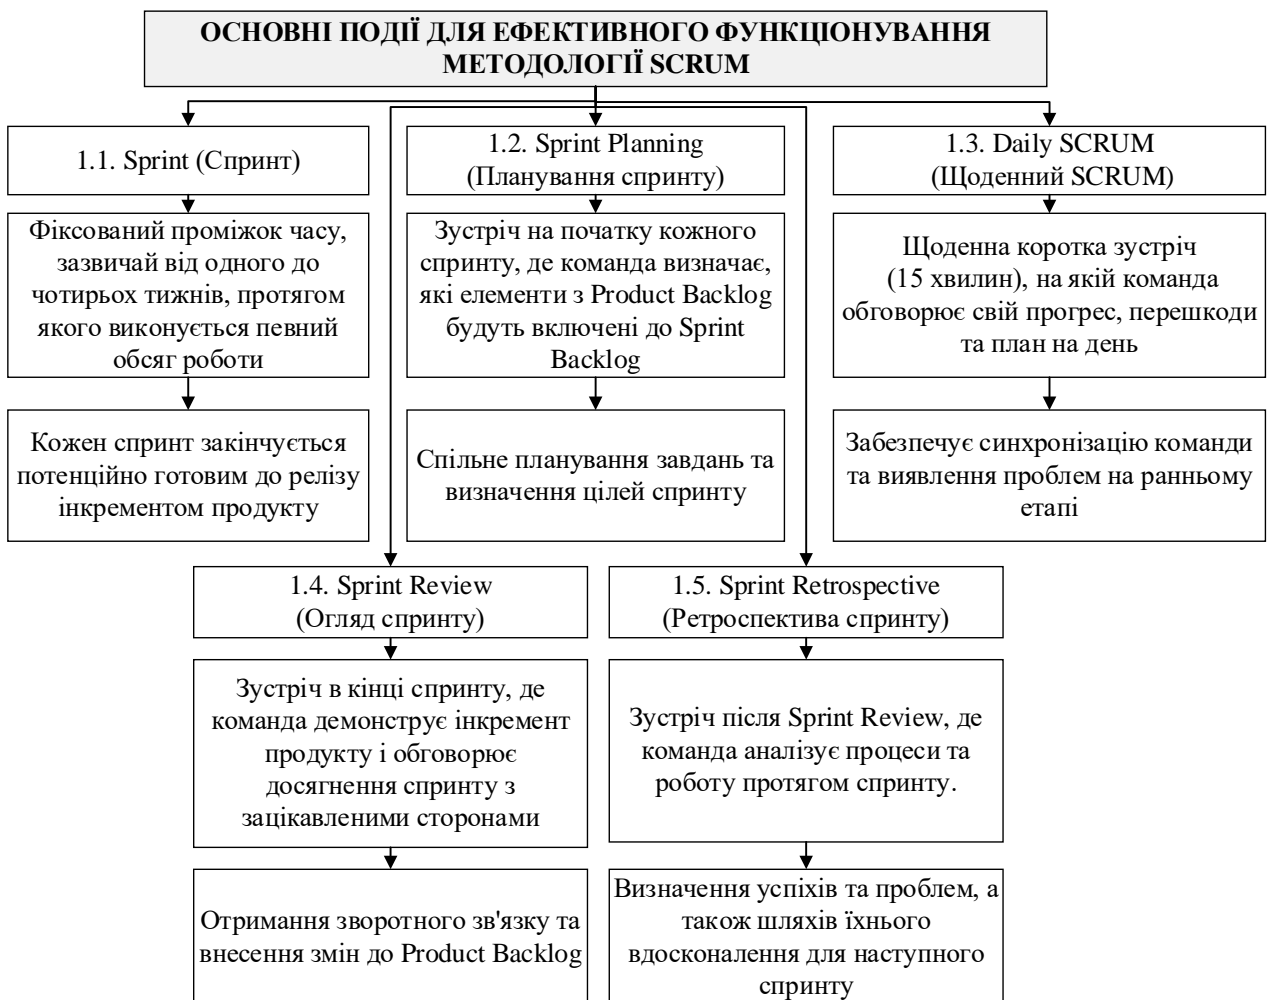 ОСНОВНІ ПОДІЇ ДЛЯ ЕФЕКТИВНОГО ФУНКЦІОНУВАННЯ
МЕТОДОЛОГІЇ SCRUM
1.1. Sprint (Спринт)
Фіксований проміжок часу,
зазвичай від одного до
чотирьох тижнів, протягом
якого виконується певний
обсяг роботи
Кожен спринт закінчується
потенційно готовим до релізу
інкрементом продукту
1.2. Sprint Planning
(Планування спринту)
Зустріч на початку кожного
спринту, де команда визначає,
які елементи з Product Backlog
будуть включені до Sprint
Backlog
Спільне планування завдань та
визначення цілей спринту
1.3. Daily SCRUM
(Щоденний SCRUM)
Щоденна коротка зустріч
(15 хвилин), на якій команда
обговорює свій прогрес, перешкоди
та план на день
Забезпечує синхронізацію команди
та виявлення проблем на ранньому
етапі
1.4. Sprint Review
(Огляд спринту)
Зустріч в кінці спринту, де
команда демонструє інкремент
продукту і обговорює
досягнення спринту з
зацікавленими сторонами
Отримання зворотного зв'язку та
внесення змін до Product Backlog
1.5. Sprint Retrospective
(Ретроспектива спринту)
Зустріч після Sprint Review, де
команда аналізує процеси та
роботу протягом спринту.
Визначення успіхів та проблем, а
також шляхів їхнього
вдосконалення для наступного
спринту